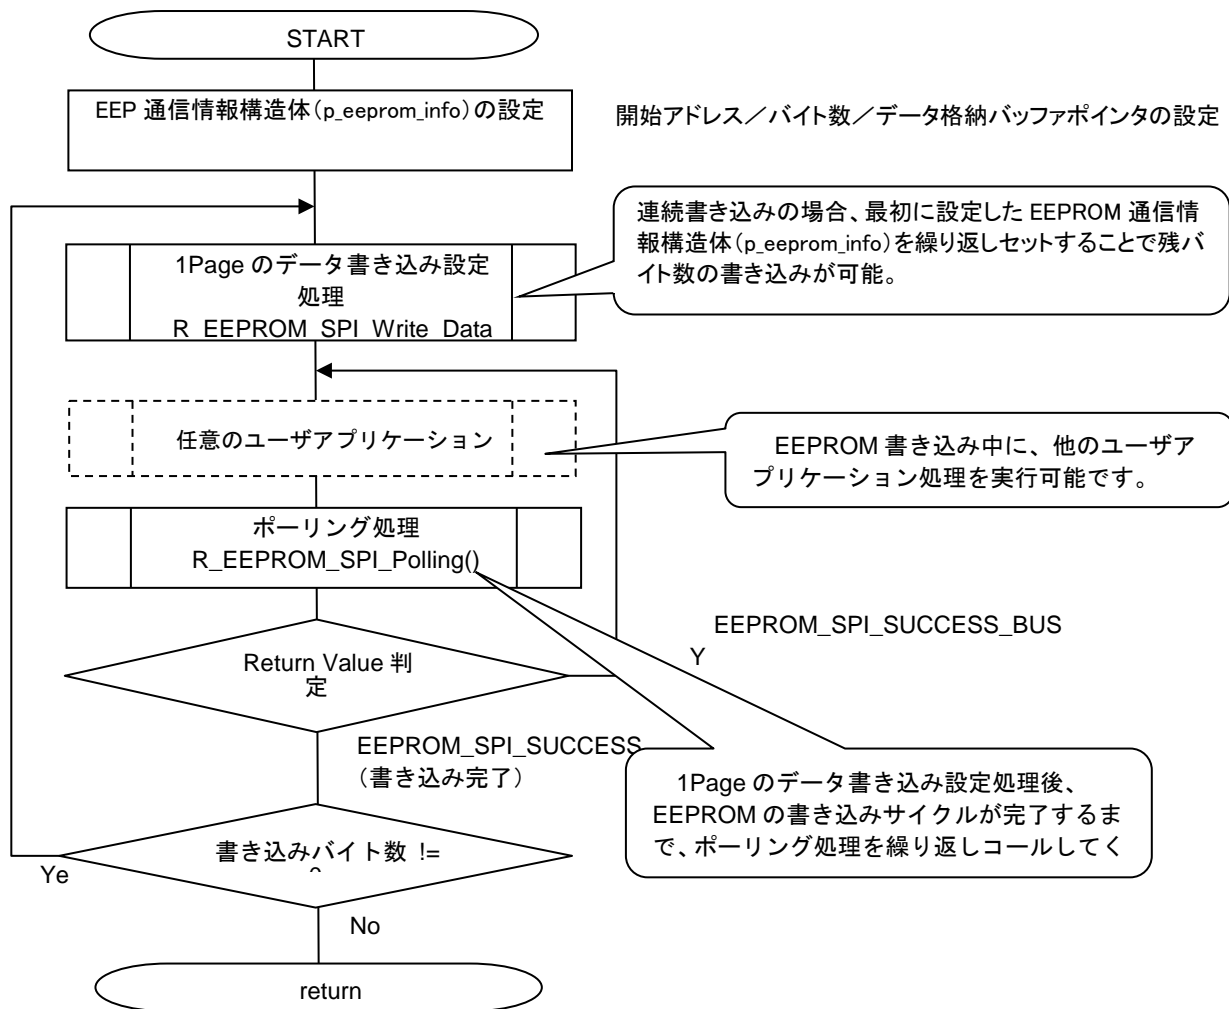 START
EEP 通信情報構造体(p_eeprom_info)の設定
開始アドレス／バイト数／データ格納バッファポインタの設定
連続書き込みの場合、最初に設定した EEPROM 通信情
報構造体(p_eeprom_info)を繰り返しセットすることで残バ
イト数の書き込みが可能。
1Page のデータ書き込み設定
処理
R_EEPROM_SPI_Write_Data
任意のユーザアプリケーション
EEPROM 書き込み中に、他のユーザア
プリケーション処理を実行可能です。
ポーリング処理
R_EEPROM_SPI_Polling()
EEPROM_SPI_SUCCESS_BUS
Y
Return Value 判
定
EEPROM_SPI_SUCCESS
（書き込み完了）
1Page のデータ書き込み設定処理後、
EEPROM の書き込みサイクルが完了するま
で、ポーリング処理を繰り返しコールしてく
書き込みバイト数 !=
Ye
No
return